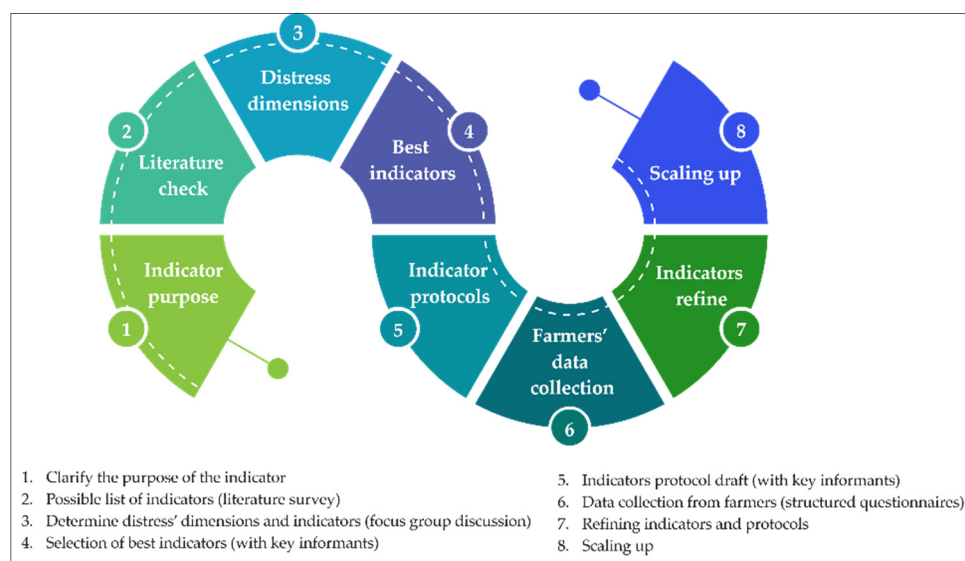 1
Indicator
purpose
2
Literature
check
3
Distress
dimensions
4
Best
indicators
5
Indicator
protocols
6
Farmers'
data
collection
7
Indicators
refine
8
Scaling up
1. Clarify the purpose of the indicator
2. Possible list of indicators (literature survey)
3. Determine distress' dimensions and indicators (focus group discussion)
4. Selection of best indicators (with key informants)
5. Indicators protocol draft (with key informants)
6. Data collection from farmers (structured questionnaires)
7. Refining indicators and protocols
8. Scaling up